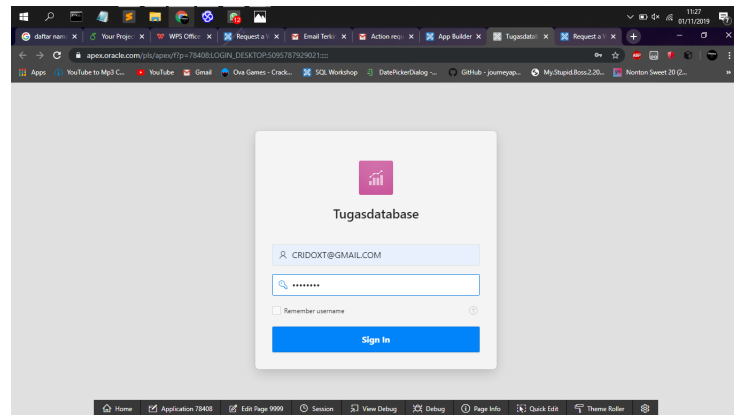 11:27
01/11/2019
daftar nam
Your Projec
WPS Office
Request a W
Email Terki
Action requ
App Builder
Tugasdatab
Request a W
apex.oracle.com/pls/apex/f?p=78408:LOGIN_DESKTOP:5095787929021:::::
Apps
YouTube to Mp3 C...
YouTube
Gmail
Ova Games - Crack...
SQL Workshop
DatePickerDialog -...
GitHub - journeyap...
My.Stupid.Boss.2.20...
Nonton Sweet 20 (2...
»
Tugasdatabase
CRIDOXT@GMAIL.COM
••••••••
Remember username
Sign In
Home
Application 78408
Edit Page 9999
Session
View Debug
Debug
Page Info
Quick Edit
Theme Roller